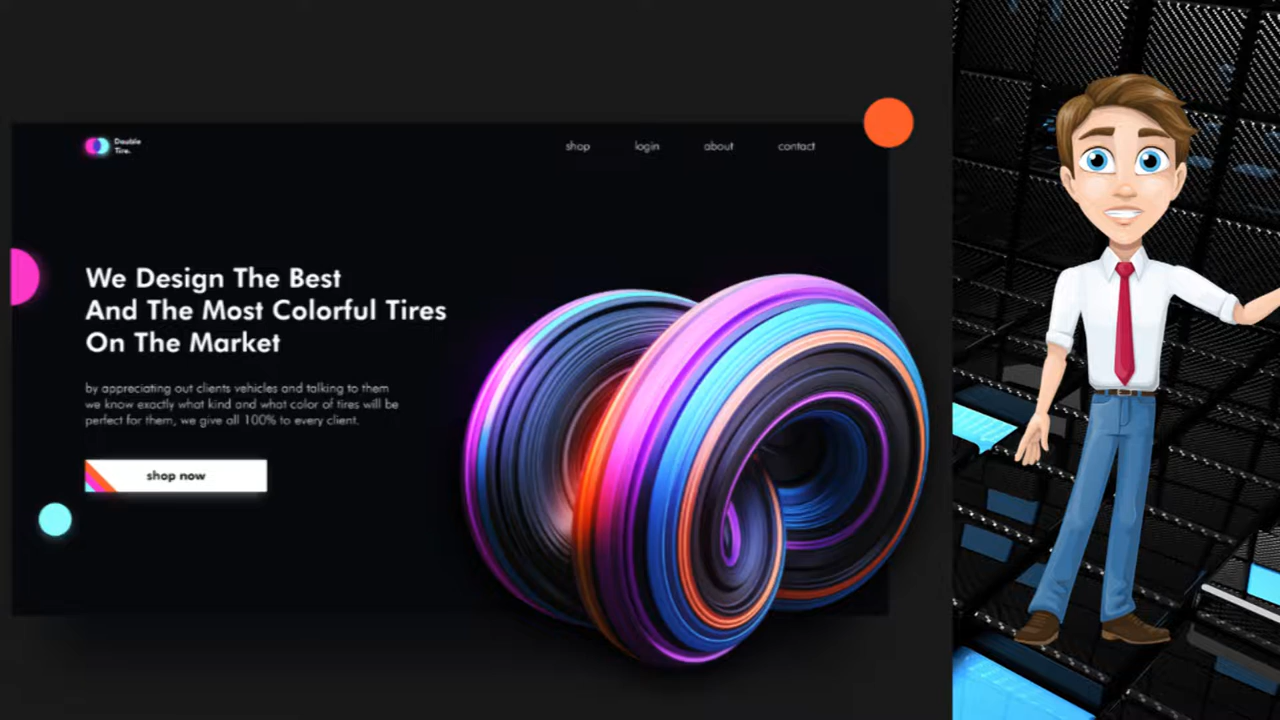 Double
Tire.
shop login about contact
We Design The Best
And The Most Colorful Tires
On The Market
by appreciating out clients vehicles and talking to them
we know exactly what kind and what color of tires will be
perfect for them, we give all 100% to every client.
shop now